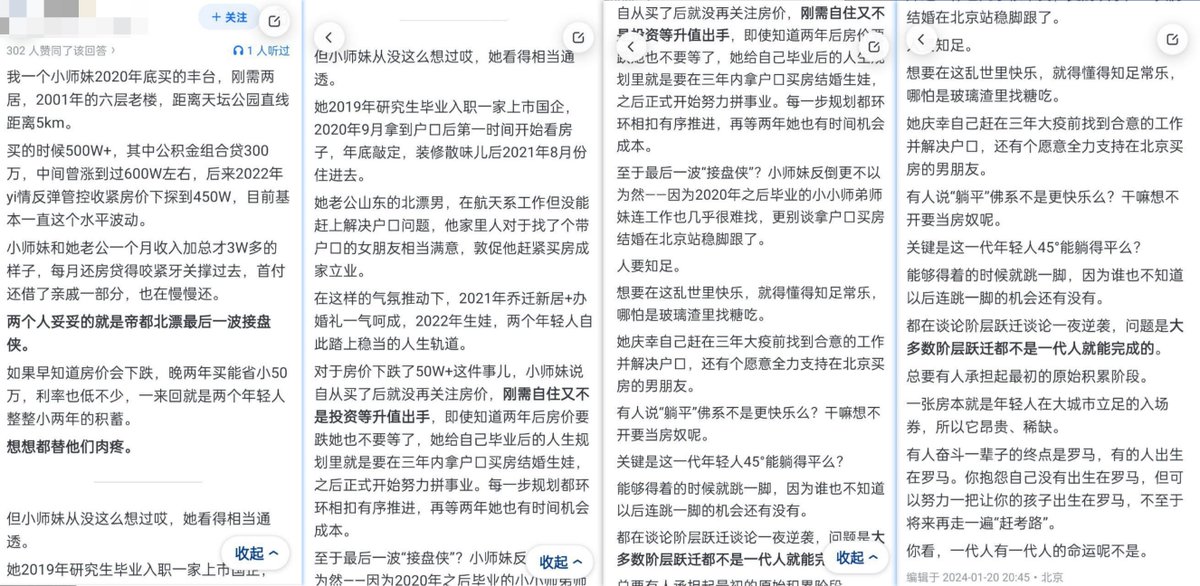 + 关注
302 人赞同了该回答 >
1 人听过
我一个小师妹2020年底买的丰台，刚需两
居，2001年的六层老楼，距离天坛公园直线
距离5km。
买的时候500W+，其中公积金组合贷300
万，中间曾涨到过600W左右，后来2022年
yi情反弹管控收紧房价下探到450W，目前基
本一直这个水平波动。
小师妹和她老公一个月收入加总才3W多的
样子，每月还房贷得咬紧牙关撑过去，首付
还借了亲戚一部分，也在慢慢还。
两个人妥妥的就是帝都北漂最后一波接盘
侠。
如果早知道房价会下跌，晚两年买能省小50
万，利率也低不少，一来回就是两个年轻人
整整小两年的积蓄。
想想都替他们肉疼。
但小师妹从没这么想过哎，她看得相当通
透。
她2019年研究生毕业入职一家上市国企，
收起
但小师妹从没这么想过哎，她看得相当通
透。
她2019年研究生毕业入职一家上市国企，
2020年9月拿到户口后第一时间开始看房
子，年底敲定，装修散味儿后2021年8月份
住进去。
她老公山东的北漂男，在航天系工作但没能
赶上解决户口问题，他家里人对于找了个带
户口的女朋友相当满意，敦促他赶紧买房成
家立业。
在这样的气氛推动下，2021年乔迁新居+办
婚礼一气呵成，2022年生娃，两个年轻人自
此踏上稳当的人生轨道。
对于房价下跌了50W+这件事儿，小师妹说
自从买了后就没再关注房价，刚需自住又不
是投资等升值出手，即使知道两年后房价要
跌她也不要等了，她给自己毕业后的人生规
划里就是要在三年内拿户口买房结婚生娃，
之后正式开始努力拼事业。每一步规划都环
环相扣有序推进，再等两年她也有时间机会
成本。
至于最后一波“接盘侠”？小师妹反
为然——因为2020年之后毕业的小小师弟师
收起
自从买了后就没再关注房价，刚需自住又不
是投资等升值出手，即使知道两年后房价要
跌她也不要等了，她给自己毕业后的人生规
划里就是要在三年内拿户口买房结婚生娃，
之后正式开始努力拼事业。每一步规划都环
环相扣有序推进，再等两年她也有时间机会
成本。
至于最后一波“接盘侠”？小师妹反倒更不以
为然——因为2020年之后毕业的小小师弟师
妹连工作也几乎很难找，更别谈拿户口买房
结婚在北京站稳脚跟了。
人要知足。
想要在这乱世里快乐，就得懂得知足常乐，
哪怕是玻璃渣里找糖吃。
她庆幸自己赶在三年大疫前找到合意的工作
并解决户口，还有个愿意全力支持在北京买
房的男朋友。
有人说“躺平”佛系不是更快乐么？干嘛想不
开要当房奴呢。
关键是这一代年轻人45°能躺得平么？
能够得着的时候就跳一脚，因为谁也不知道
以后连跳一脚的机会还有没有。
都在谈论阶层跃迁谈论一夜逆袭，问题是大
多数阶层跃迁都不是一代人就能完
总要有人承担起最初的原始积累阶段。
收起
结婚在北京站稳脚跟了。
人要知足。
想要在这乱世里快乐，就得懂得知足常乐，
哪怕是玻璃渣里找糖吃。
她庆幸自己赶在三年大疫前找到合意的工作
并解决户口，还有个愿意全力支持在北京买
房的男朋友。
有人说“躺平”佛系不是更快乐么？干嘛想不
开要当房奴呢。
关键是这一代年轻人45°能躺得平么？
能够得着的时候就跳一脚，因为谁也不知道
以后连跳一脚的机会还有没有。
都在谈论阶层跃迁谈论一夜逆袭，问题是大
多数阶层跃迁都不是一代人就能完成的。
总要有人承担起最初的原始积累阶段。
一张房本就是年轻人在大城市立足的入场
券，所以它昂贵、稀缺。
有人奋斗一辈子的终点是罗马，有的人出生
在罗马。你抱怨自己没有出生在罗马，但可
以努力一把让你的孩子出生在罗马，不至于
将来再走一遍“赶考路”。
你看，一代人有一代人的命运呢不是。
编辑于 2024-01-20 20:45・北京